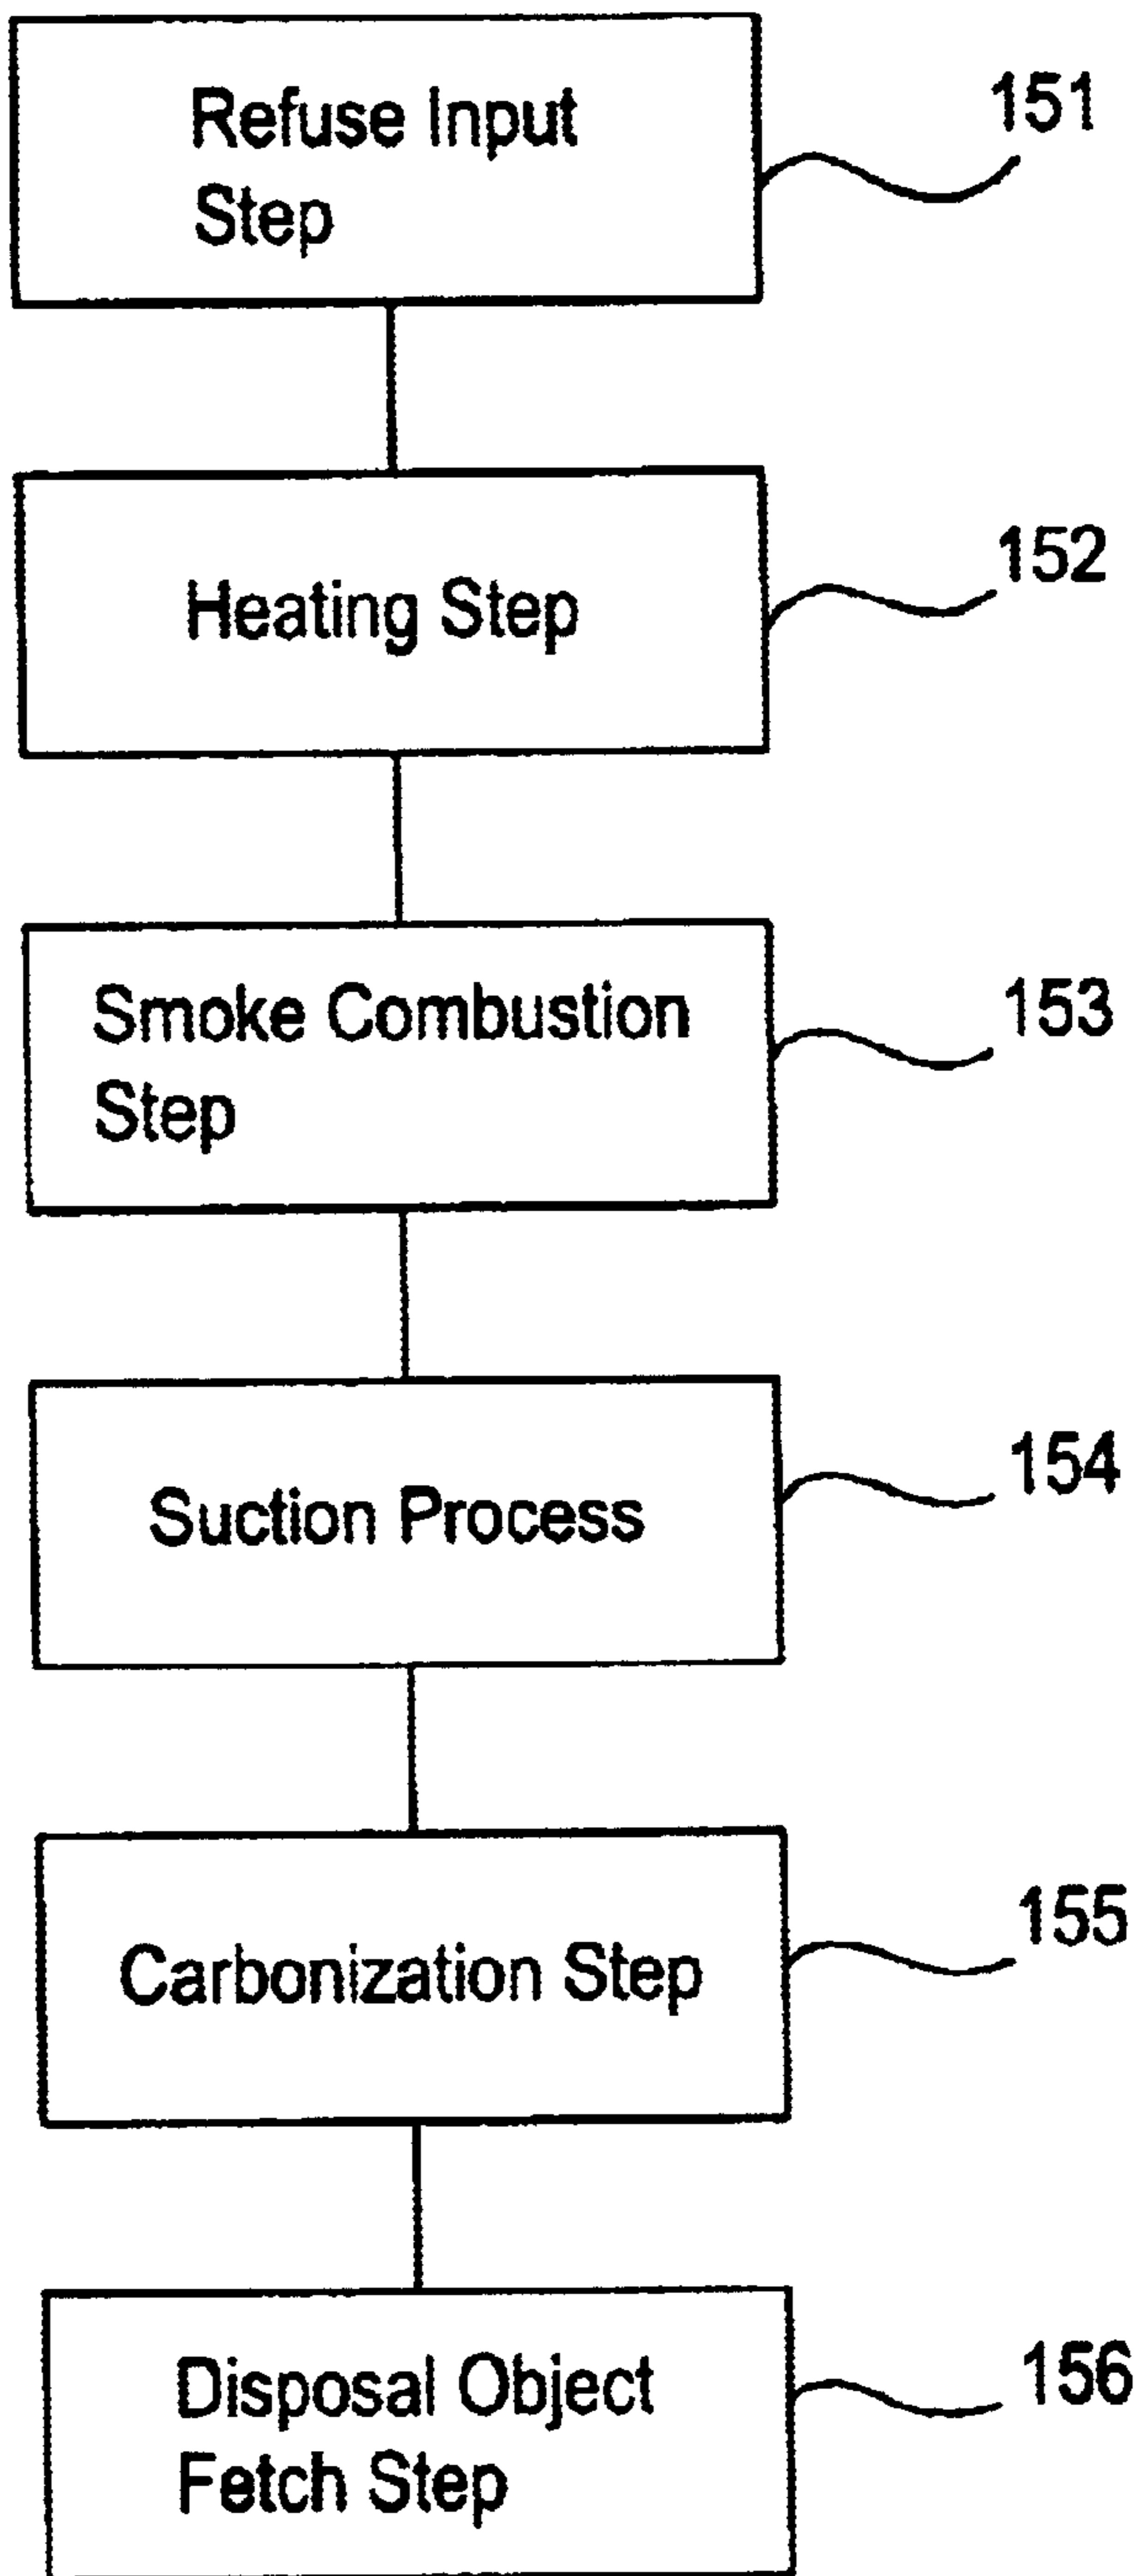 Refuse Input
Step
151
Heating Step
152
Smoke Combustion
Step
153
Suction Process
154
Carbonization Step
155
Disposal Object
Fetch Step
156